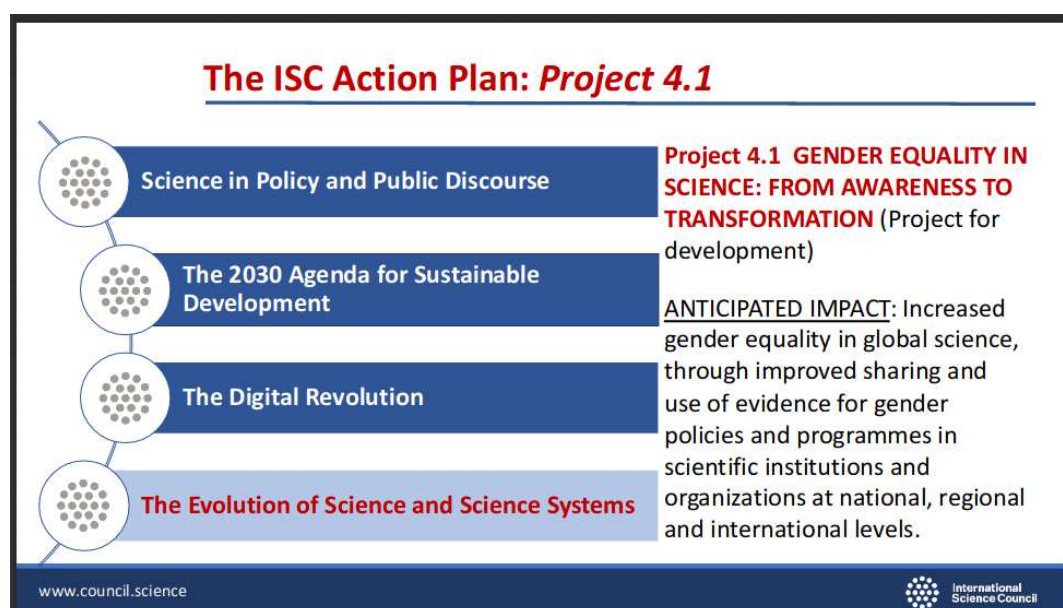 The ISC Action Plan: Project 4.1
Science in Policy and Public Discourse
The 2030 Agenda for Sustainable
Development
The Digital Revolution
The Evolution of Science and Science Systems
Project 4.1 GENDER EQUALITY IN
SCIENCE: FROM AWARENESS TO
TRANSFORMATION (Project for
development)
ANTICIPATED IMPACT: Increased
gender equality in global science,
through improved sharing and
use of evidence for gender
policies and programmes in
scientific institutions and
organizations at national, regional
and international levels.
www.council.science
International
Science Council